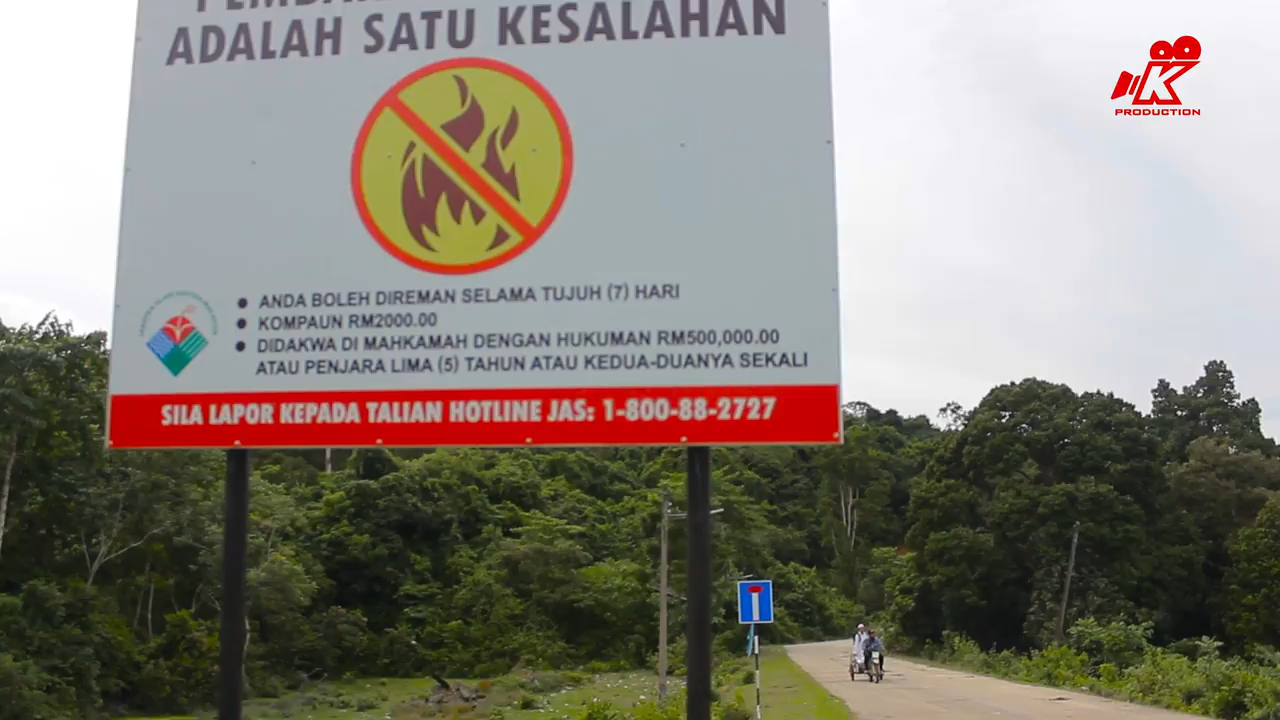 ADALAH SATU KESALAHAN
K
PRODUCTION
ANDA BOLEH DIREMAN SELAMA TUJUH (7) HARI
KOMPAUN RM2000.00
DIDAKWA DI MAHKAMAH DENGAN HUKUMAN RM500,000.00
ATAU PENJARA LIMA (5) TAHUN ATAU KEDUA-DUANYA SEKALI
SILA LAPOR KEPADA TALIAN HOTLINE JAS: 1-800-88-2727